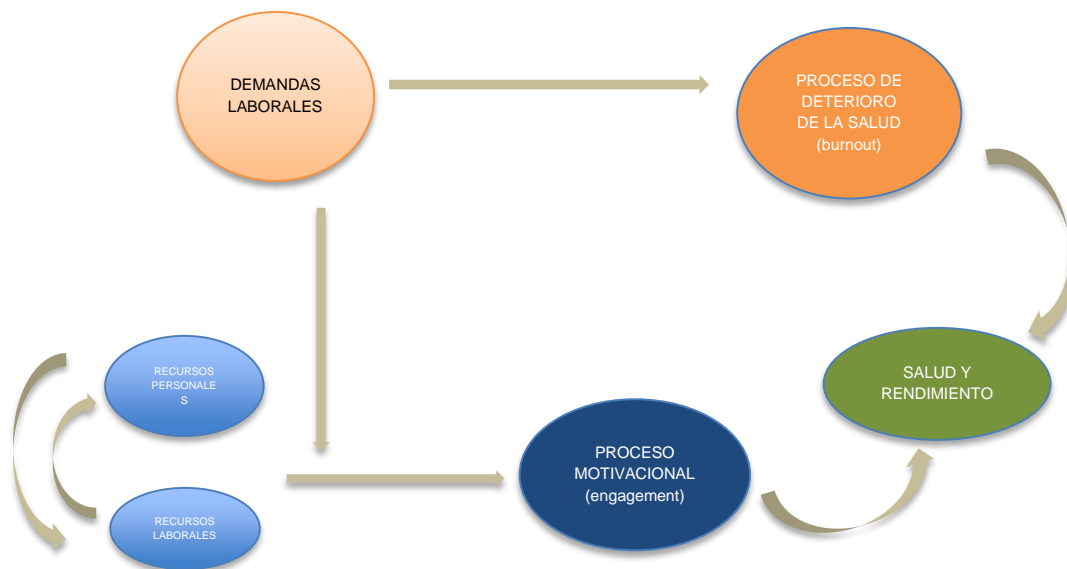 DEMANDAS
LABORALES
PROCESO DE
DETERIORO
DE LA SALUD
(burnout)
RECURSOS
PERSONALE
S
SALUD Y
RENDIMIENTO
PROCESO
MOTIVACIONAL
(engagement)
RECURSOS
LABORALES